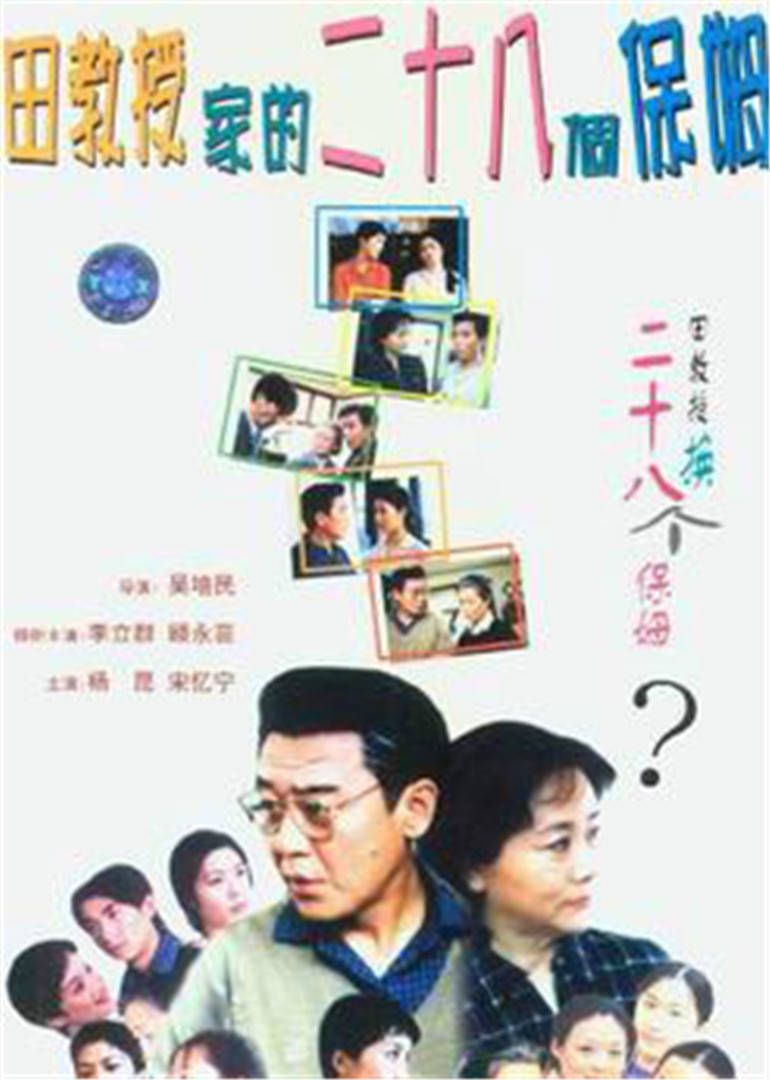 田教授家的二十八個保姆
田教授换
二十八个
保姆
?
导演: 吴培民
特邀主演: 李立群 顾永菲
主演: 杨昆 宋忆宁